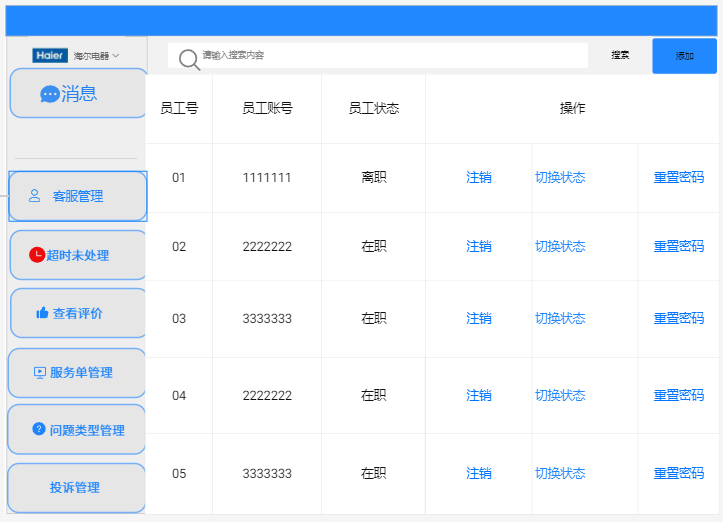 Haier 海尔电器
请输入搜索内容
搜索
添加
消息
客服管理
超时未处理
查看评价
服务单管理
问题类型管理
投诉管理
员工号 员工账号 员工状态 操作
01 1111111 离职 注销 切换状态 重置密码
02 2222222 在职 注销 切换状态 重置密码
03 3333333 在职 注销 切换状态 重置密码
04 2222222 在职 注销 切换状态 重置密码
05 3333333 在职 注销 切换状态 重置密码